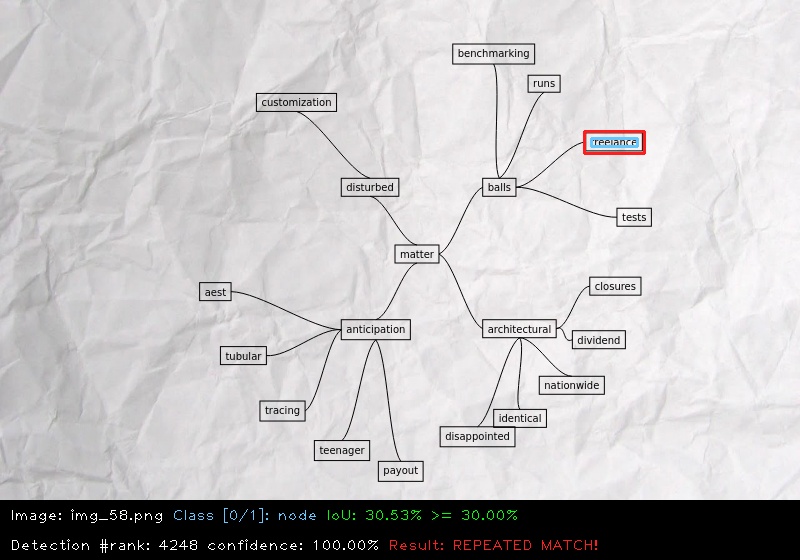 benchmarking
runs
customization
disturbed
balls
tests
matter
closures
aest
anticipation
architectural
dividend
tubular
nationwide
tracing
identical
disappointed
teenager
payout
Image: img_58.png Class [0/1]: node IoU: 30.53% >= 30.00%
Detection #rank: 4248 confidence: 100.00% Result: REPEATED MATCH!